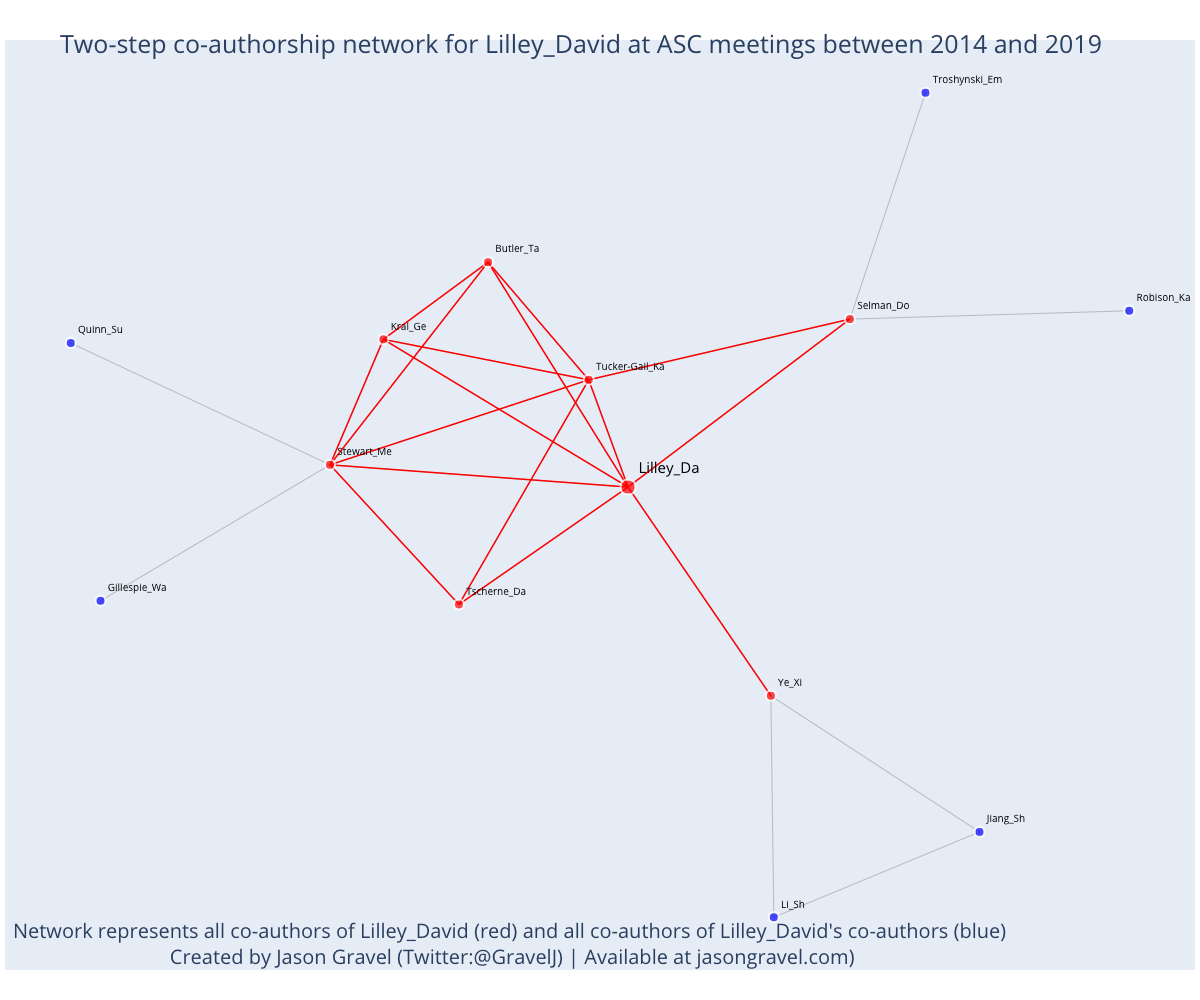 Two-step co-authorship network for Lilley_David at ASC meetings between 2014 and 2019
Troshynski_Em
Butler_Ta
Robison_Ka
Selman_Do
Kral_Ge
Quinn_Su
Tucker-Gail_Ka
Stewart_Me
Lilley_Da
Gillespie_Wa
Tscherne_Da
Ye_Xi
Jiang_Sh
Li_Sh
Network represents all co-authors of Lilley_David (red) and all co-authors of Lilley_David's co-authors (blue)
Created by Jason Gravel (Twitter:@GravelJ) | Available at jasongravel.com)